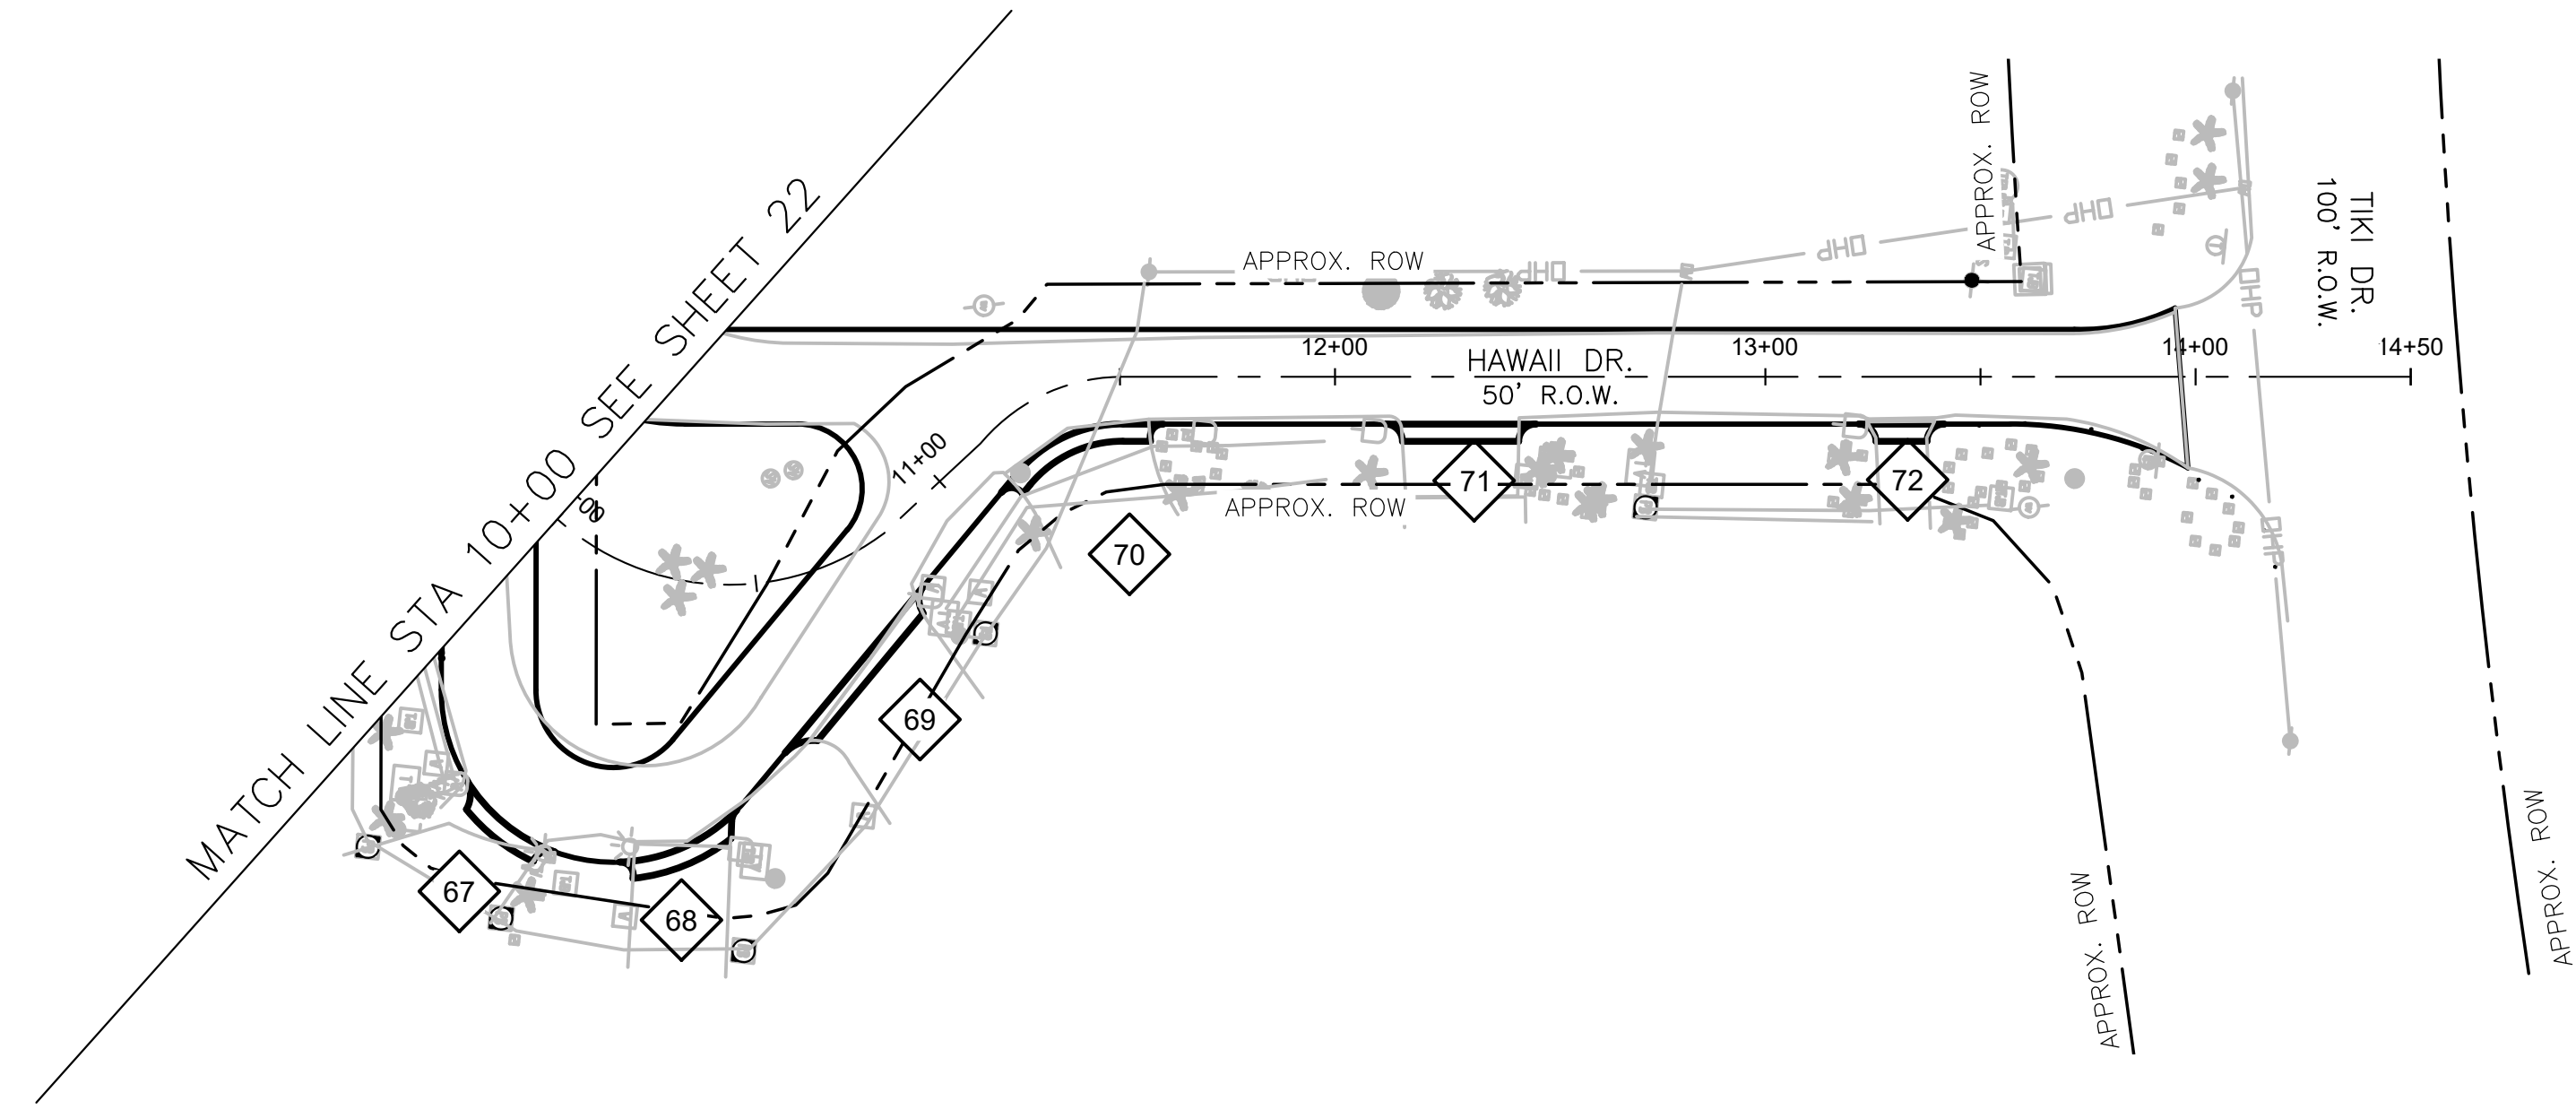 MATCH LINE STA 10+00 SEE SHEET 22
APPROX. ROW
APPROX. ROW
OHP
OHP
OHP
OHP
OHP
TIKI DR.
100' R.O.W.
12+00
13+00
14+00
14+50
HAWAII DR.
50' R.O.W.
11+00
APPROX. ROW
71
72
70
69
67
68
APPROX. ROW
APPROX. ROW